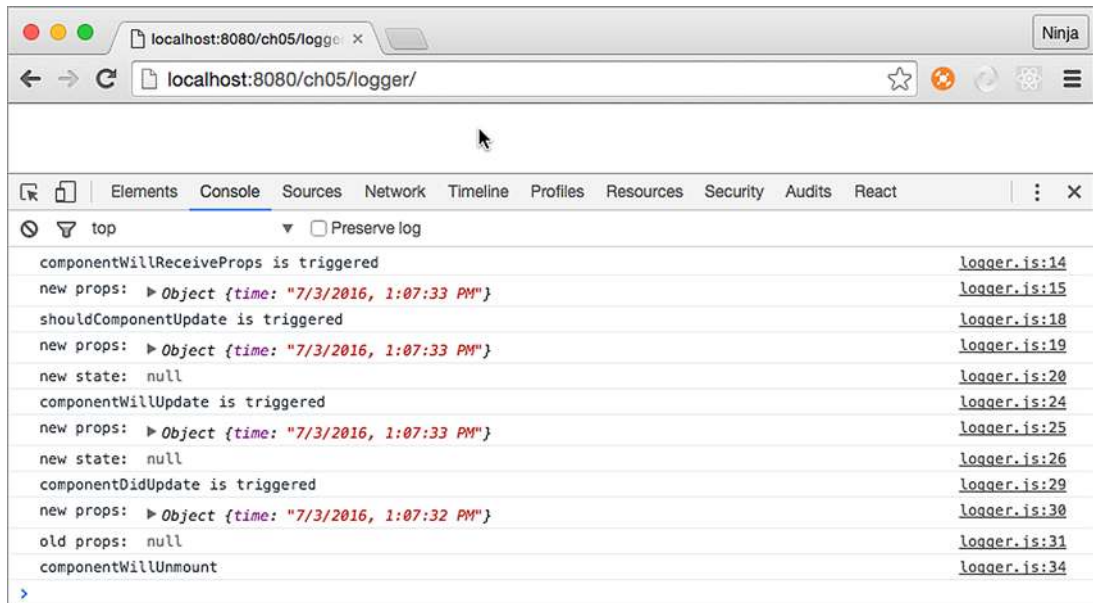 localhost:8080/ch05/logge
Ninja
localhost:8080/ch05/logger/
Elements Console Sources Network Timeline Profiles Resources Security Audits React
top Preserve log
componentWillReceiveProps is triggered logger.js:14
new props: Object {time: "7/3/2016, 1:07:33 PM"} logger.js:15
shouldComponentUpdate is triggered logger.js:18
new props: Object {time: "7/3/2016, 1:07:33 PM"} logger.js:19
new state: null logger.js:20
componentWillUpdate is triggered logger.js:24
new props: Object {time: "7/3/2016, 1:07:33 PM"} logger.js:25
new state: null logger.js:26
componentDidUpdate is triggered logger.js:29
new props: Object {time: "7/3/2016, 1:07:32 PM"} logger.js:30
old props: null logger.js:31
componentWillUnmount logger.js:34